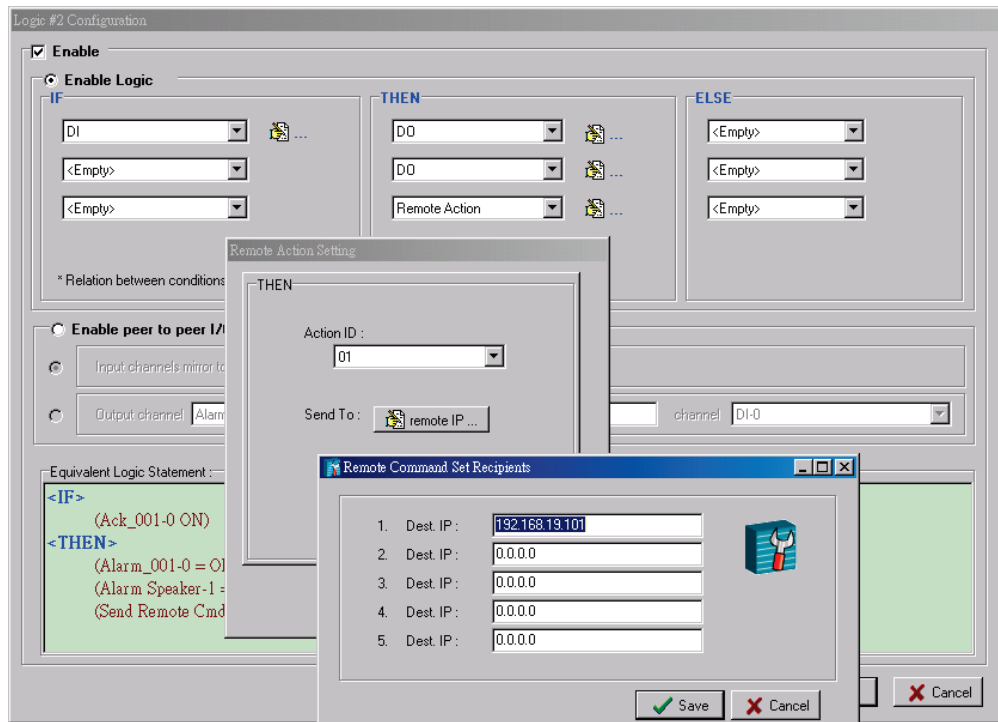 Logic #2 Configuration
Enable
Enable Logic
IF
THEN
ELSE
DI
...
DO
...
<Empty>
<Empty>
DO
...
<Empty>
<Empty>
Remote Action
...
<Empty>
* Relation between conditions
Remote Action Setting
THEN
Action ID :
01
Send To :
remote IP ...
Enable peer to peer I/
Input channels mirror to
Output channel
Alarm
channel
DI-0
Equivalent Logic Statement :
<IF>
(Ack_001-0 ON)
<THEN>
(Alarm_001-0 =
(Alarm Speaker-1 =
(Send Remote Cmd
Remote Command Set Recipients
1. Dest. IP : 192.168.19.101
2. Dest. IP : 0.0.0.0
3. Dest. IP : 0.0.0.0
4. Dest. IP : 0.0.0.0
5. Dest. IP : 0.0.0.0
Save
Cancel
Cancel